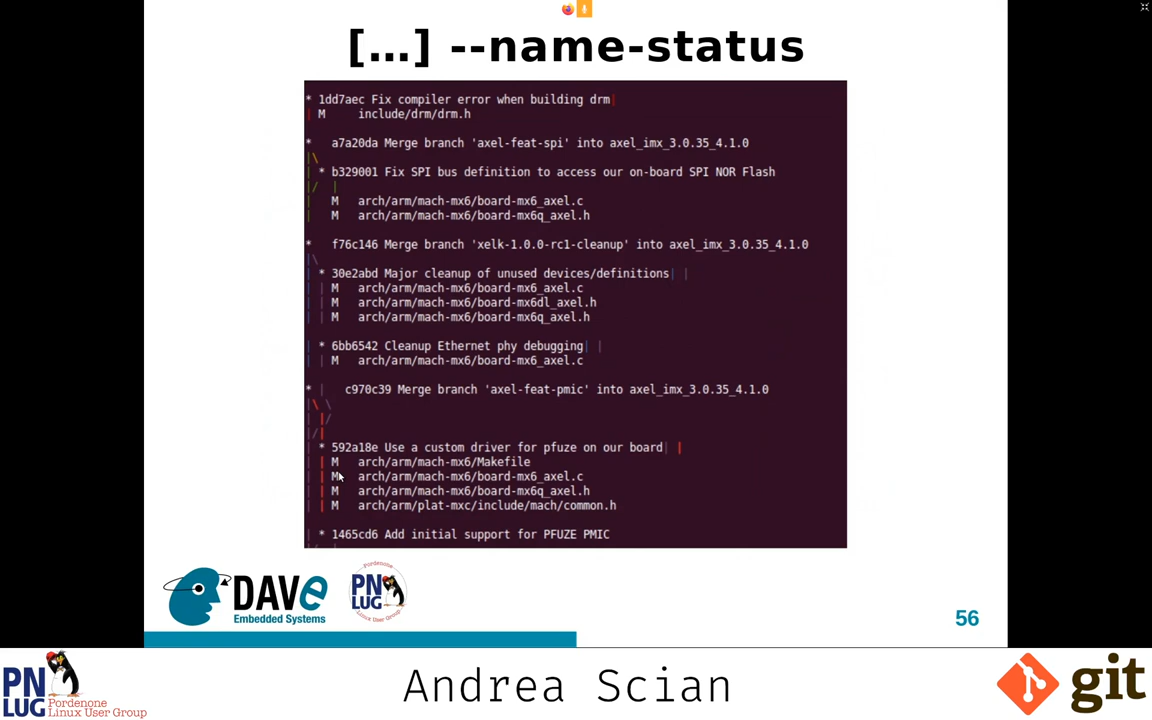 [...] --name-status
* 1dd7aec Fix compiler error when building drm|
| M include/drm/drm.h
* a7a20da Merge branch 'axel-feat-spi' into axel_imx_3.0.35_4.1.0
|\
| * b329001 Fix SPI bus definition to access our on-board SPI NOR Flash
|/ |
| M arch/arm/mach-mx6/board-mx6_axel.c
| M arch/arm/mach-mx6/board-mx6q_axel.h
* f76c146 Merge branch 'xelk-1.0.0-rc1-cleanup' into axel_imx_3.0.35_4.1.0
|\
| * 30e2abd Major cleanup of unused devices/definitions| |
| | M arch/arm/mach-mx6/board-mx6_axel.c
| | M arch/arm/mach-mx6/board-mx6dl_axel.h
| | M arch/arm/mach-mx6/board-mx6q_axel.h
| * 6bb6542 Cleanup Ethernet phy debugging| |
| | M arch/arm/mach-mx6/board-mx6_axel.c
* | c970c39 Merge branch 'axel-feat-pmic' into axel_imx_3.0.35_4.1.0
|\ \
| |/
|/|
| * 592a18e Use a custom driver for pfuze on our board| |
| | M arch/arm/mach-mx6/Makefile
| | M arch/arm/mach-mx6/board-mx6_axel.c
| | M arch/arm/mach-mx6/board-mx6q_axel.h
| | M arch/arm/plat-mxc/include/mach/common.h
| * 1465cd6 Add initial support for PFUZE PMIC
DAVe
Embedded Systems
Pordenone
PN
LUG
Linux User Group
56
PN
LUG
Pordenone
Linux User Group
Andrea Scian
git